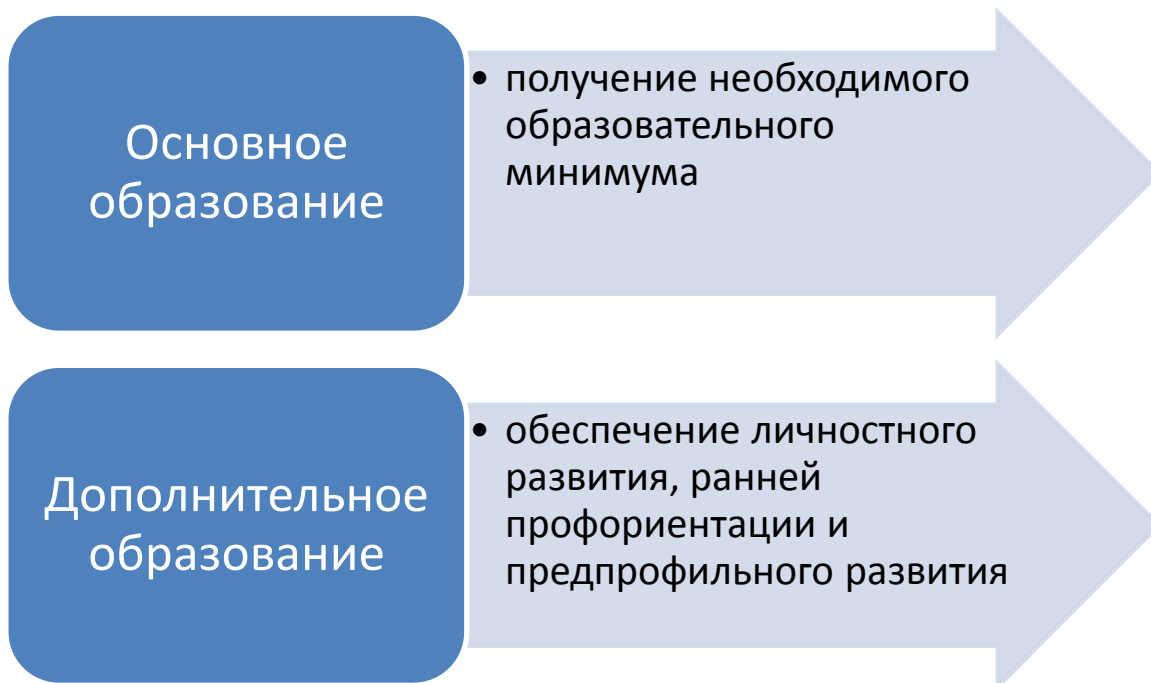 Основное
образование
• получение необходимого
образовательного
минимума
Дополнительное
образование
• обеспечение личностного
развития, ранней
профориентации и
предпрофильного развития